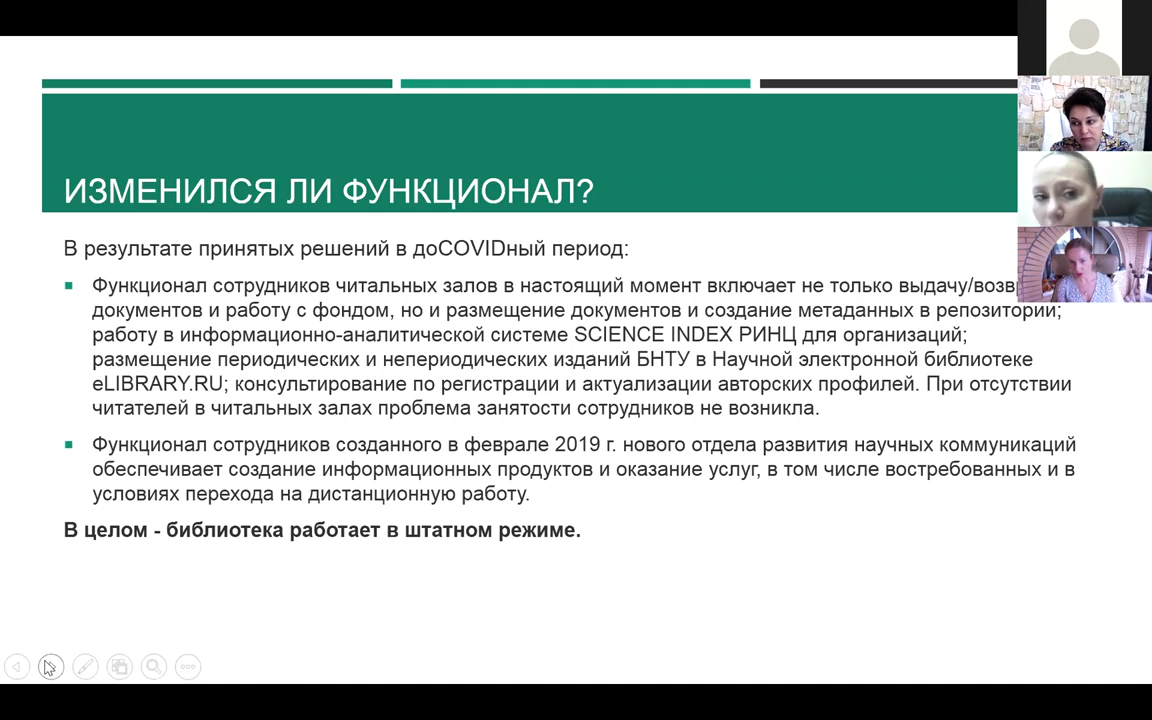 ИЗМЕНИЛСЯ ЛИ ФУНКЦИОНАЛ?
В результате принятых решений в доCOVIDный период:
Функционал сотрудников читальных залов в настоящий момент включает не только
документов и работу с фондом, но и размещение документов и создание метаданных в репозитории;
работу в информационно-аналитической системе SCIENCE INDEX РИНЦ для организаций;
размещение периодических и непериодических изданий БНТУ в Научной электронной библиотеке
eLIBRARY.RU; консультирование по регистрации и актуализации авторских профилей. При отсутствии
читателей в читальных залах проблема занятости сотрудников не возникла.
Функционал сотрудников созданного в феврале 2019 г. нового отдела развития научных коммуникаций
обеспечивает создание информационных продуктов и оказание услуг, в том числе востребованных и в
условиях перехода на дистанционную работу.
В целом - библиотека работает в штатном режиме.